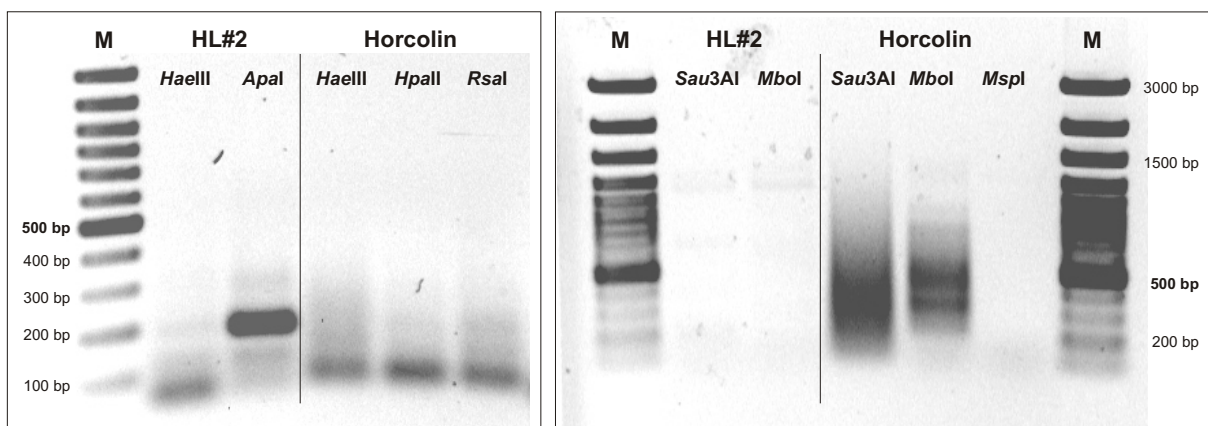 M HL#2 Horcolin
HaeIII ApaI HaeIII HpaII RsaI
500 bp
400 bp
300 bp
200 bp
100 bp
M HL#2 Horcolin M
Sau3AI MboI Sau3AI MboI MspI
3000 bp
1500 bp
500 bp
200 bp